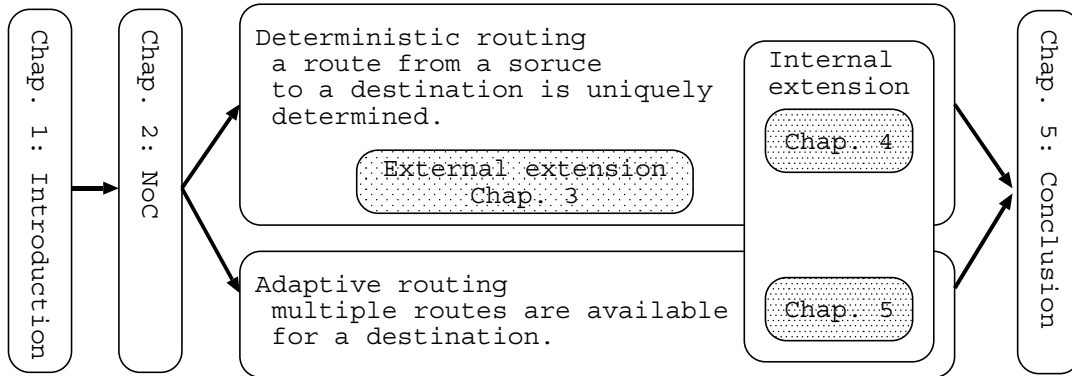 Chap. 1: Introduction
Chap. 2: NoC
Deterministic routing
a route from a soruce
to a destination is uniquely
determined.
External extension
Chap. 3
Internal
extension
Chap. 4
Adaptive routing
multiple routes are available
for a destination.
Chap. 5
Chap. 5: Conclusion